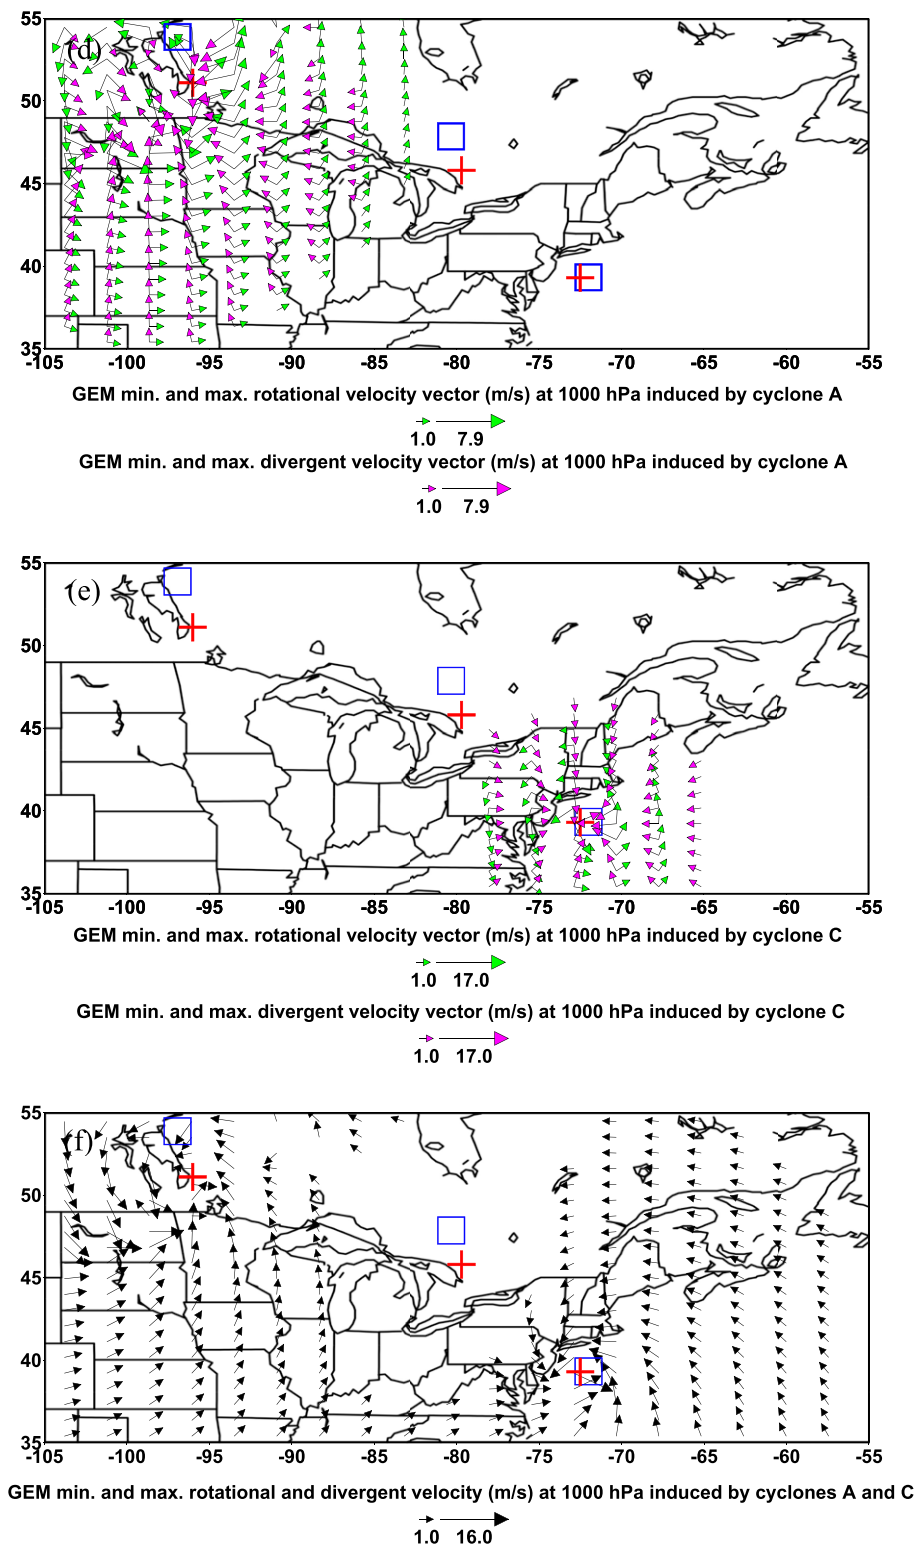 55
(d)
50
45
40
35
-105 -100 -95 -90 -85 -80 -75 -70 -65 -60 -55
GEM min. and max. rotational velocity vector (m/s) at 1000 hPa induced by cyclone A
1.0 7.9
GEM min. and max. divergent velocity vector (m/s) at 1000 hPa induced by cyclone A
1.0 7.9
55
(e)
50
45
40
35
-105 -100 -95 -90 -85 -80 -75 -70 -65 -60 -55
GEM min. and max. rotational velocity vector (m/s) at 1000 hPa induced by cyclone C
1.0 17.0
GEM min. and max. divergent velocity vector (m/s) at 1000 hPa induced by cyclone C
1.0 17.0
55
(f)
50
45
40
35
-105 -100 -95 -90 -85 -80 -75 -70 -65 -60 -55
GEM min. and max. rotational and divergent velocity (m/s) at 1000 hPa induced by cyclones A and C
1.0 16.0